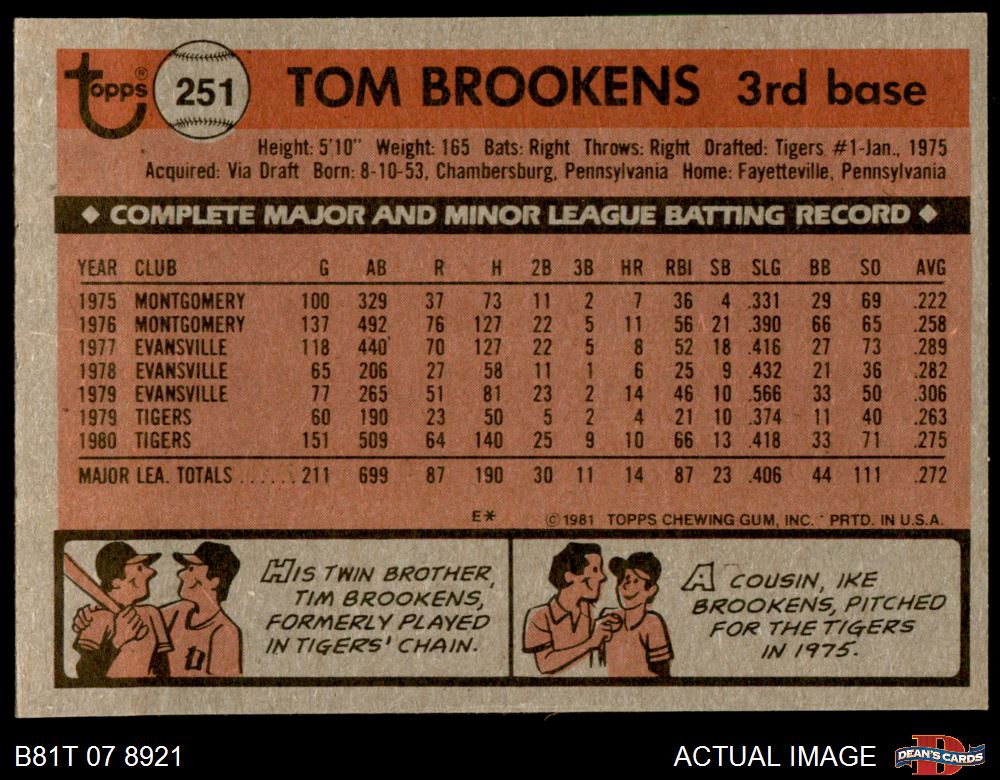 topps® 251 TOM BROOKENS 3rd base
Height: 5'10" Weight: 165 Bats: Right Throws: Right Drafted: Tigers #1-Jan., 1975
Acquired: Via Draft Born: 8-10-53, Chambersburg, Pennsylvania Home: Fayetteville, Pennsylvania
◆ COMPLETE MAJOR AND MINOR LEAGUE BATTING RECORD ◆
YEAR CLUB G AB R H 2B 3B HR RBI SB SLG BB SO AVG
1975 MONTGOMERY 100 329 37 73 11 2 7 36 4 .331 29 69 .222
1976 MONTGOMERY 137 492 76 127 22 5 11 56 21 .390 66 65 .258
1977 EVANSVILLE 118 440 70 127 22 5 8 52 18 .416 27 73 .289
1978 EVANSVILLE 65 206 27 58 11 1 6 25 9 .432 21 36 .282
1979 EVANSVILLE 77 265 51 81 23 2 14 46 10 .566 33 50 .306
1979 TIGERS 60 190 23 50 5 2 4 21 10 .374 11 40 .263
1980 TIGERS 151 509 64 140 25 9 10 66 13 .418 33 71 .275
MAJOR LEA. TOTALS ...... 211 699 87 190 30 11 14 87 23 .406 44 111 .272
E* ©1981 TOPPS CHEWING GUM, INC. PRTD. IN U.S.A.
HIS TWIN BROTHER,
TIM BROOKENS,
FORMERLY PLAYED
IN TIGERS' CHAIN.
A COUSIN, IKE
BROOKENS, PITCHED
FOR THE TIGERS
IN 1975.
B81T 07 8921 ACTUAL IMAGE DEAN'S CARDS